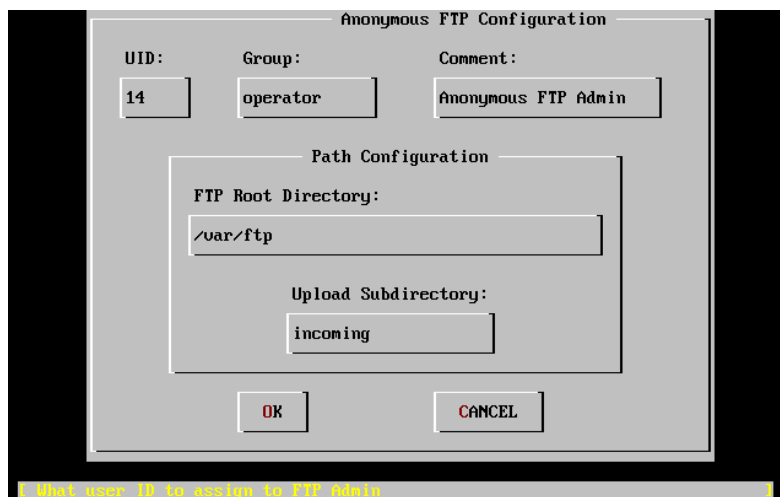 Anonymous FTP Configuration
UID: Group: Comment:
14 operator Anonymous FTP Admin
Path Configuration
FTP Root Directory:
/var/ftp
Upload Subdirectory:
incoming
OK CANCEL
[ What user ID to assign to FTP Admin ]